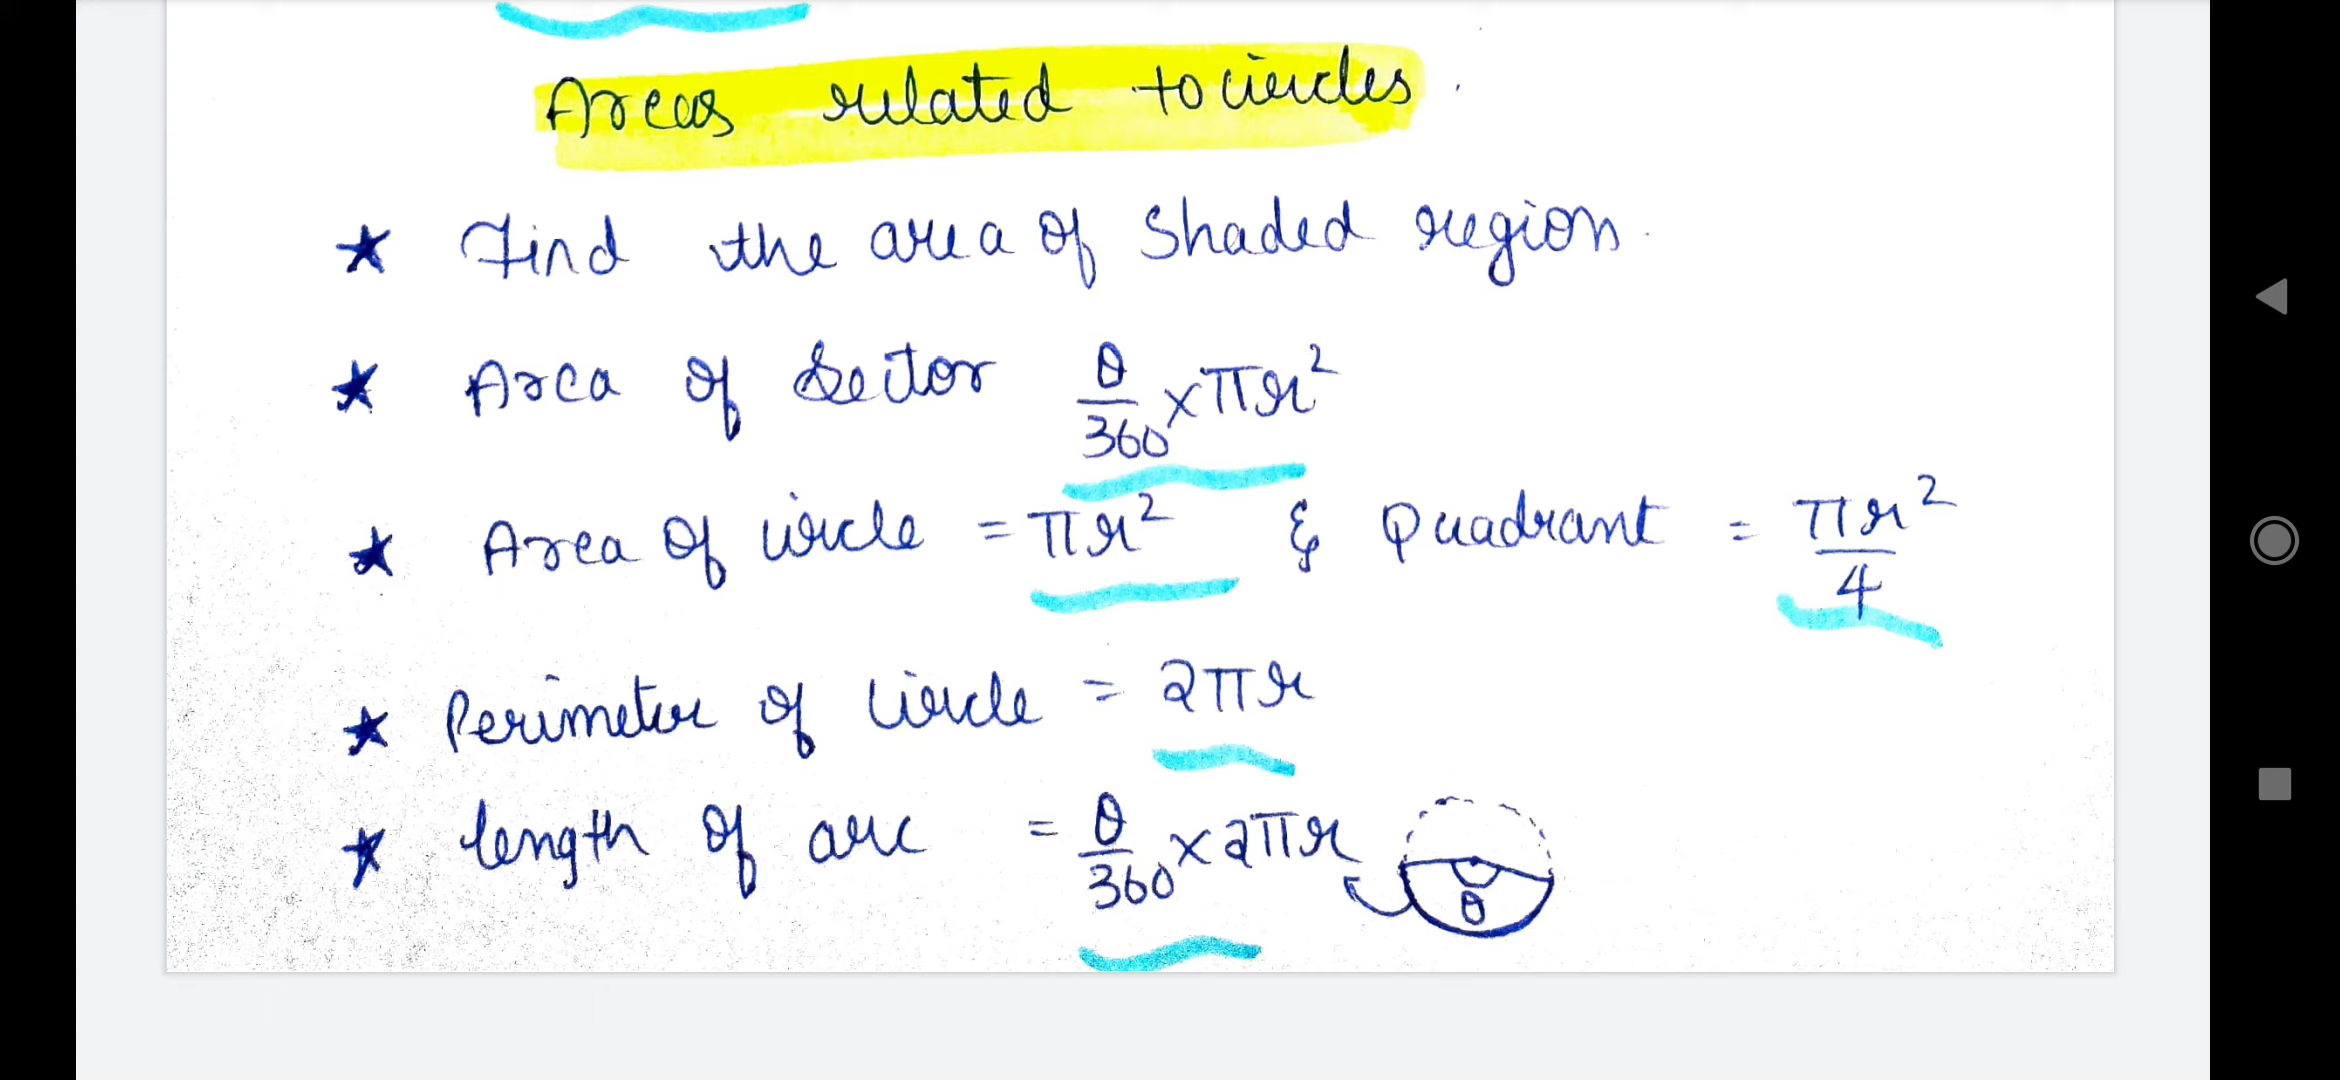 Areas related to circles.
★ Find the area of shaded region.
★ Area of Sector θ/360 × πr²
★ Area of circle = πr² & Quadrant = πr²/4
★ Perimeter of circle = 2πr
★ length of arc = θ/360 × 2πr
θ